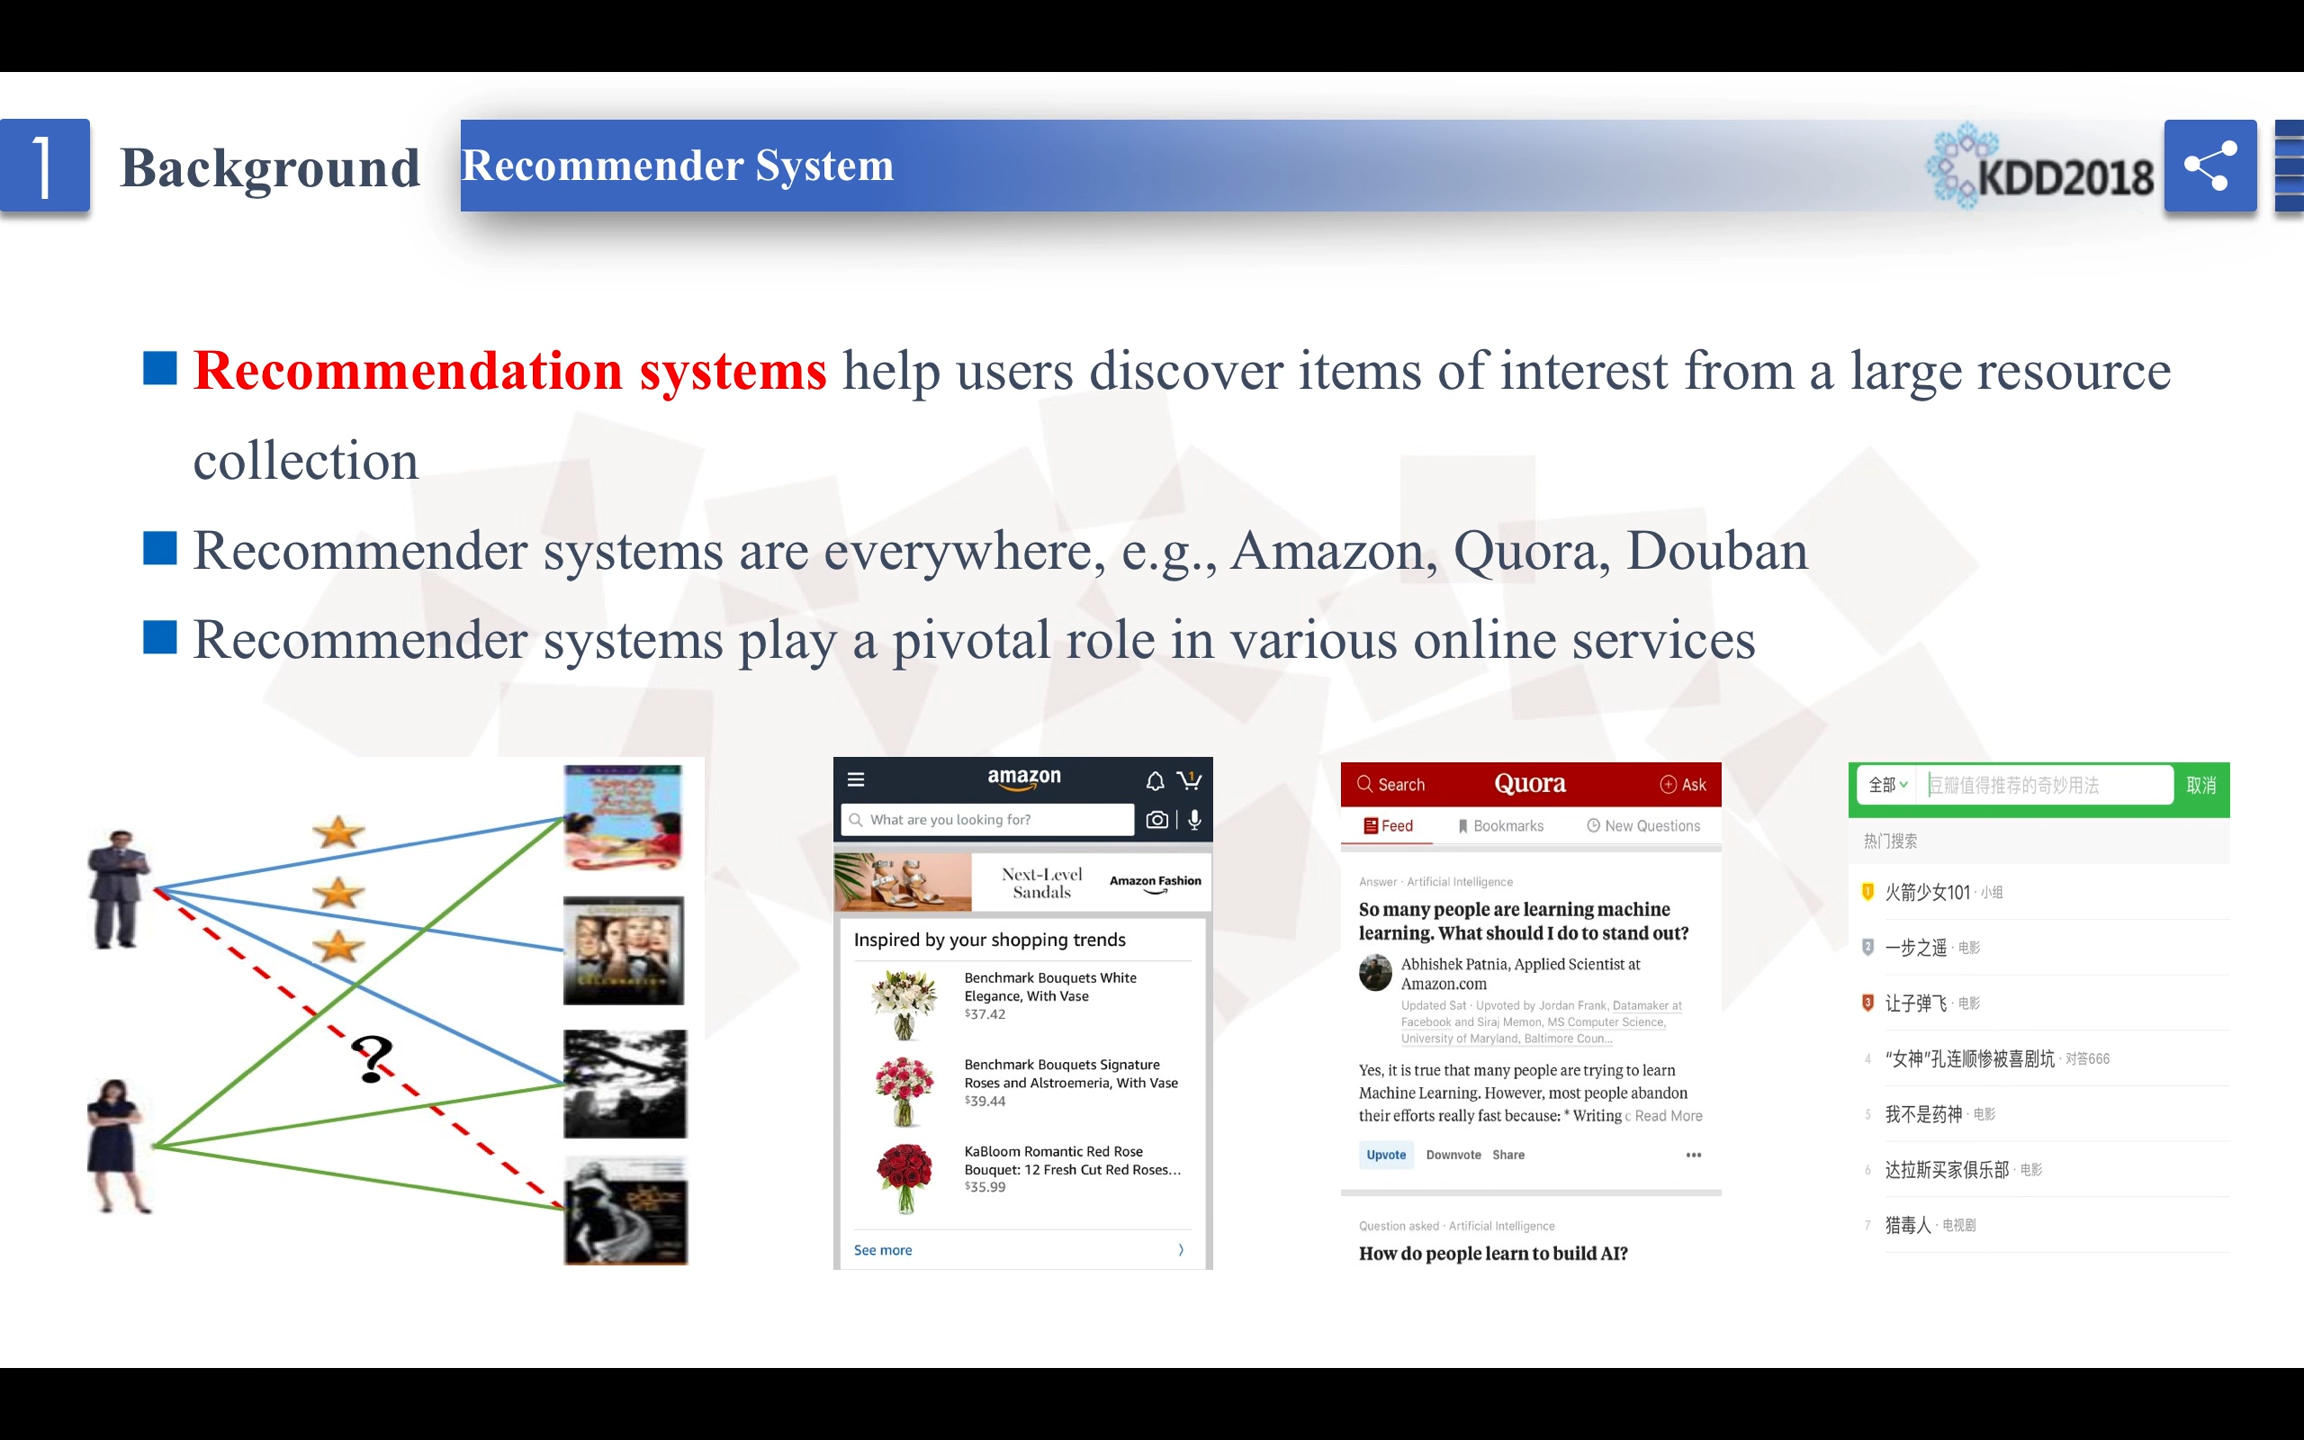 1
Background
Recommender System
KDD2018
Recommendation systems help users discover items of interest from a large resource
collection
Recommender systems are everywhere, e.g., Amazon, Quora, Douban
Recommender systems play a pivotal role in various online services
?
amazon
1
What are you looking for?
Next-Level
Sandals
Amazon Fashion
Inspired by your shopping trends
Benchmark Bouquets White
Elegance, With Vase
$37.42
Benchmark Bouquets Signature
Roses and Alstroemeria, With Vase
$39.44
KaBloom Romantic Red Rose
Bouquet: 12 Fresh Cut Red Roses...
$35.99
See more
Search Quora Ask
Feed Bookmarks New Questions
Answer · Artificial Intelligence
So many people are learning machine
learning. What should I do to stand out?
Abhishek Patnia, Applied Scientist at
Amazon.com
Updated Sat · Upvoted by Jordan Frank, Datamaker at
Facebook and Siraj Memon, MS Computer Science,
University of Maryland, Baltimore Coun...
Yes, it is true that many people are trying to learn
Machine Learning. However, most people abandon
their efforts really fast because: * Writing c Read More
Upvote Downvote Share
Question asked · Artificial Intelligence
How do people learn to build AI?
全部 豆瓣值得推荐的奇妙用法 取消
热门搜索
1 火箭少女101 · 小组
2 一步之遥 · 电影
3 让子弹飞 · 电影
4 “女神”孔连顺惨被喜剧坑 · 对答666
5 我不是药神 · 电影
6 达拉斯买家俱乐部 · 电影
7 猎毒人 · 电视剧